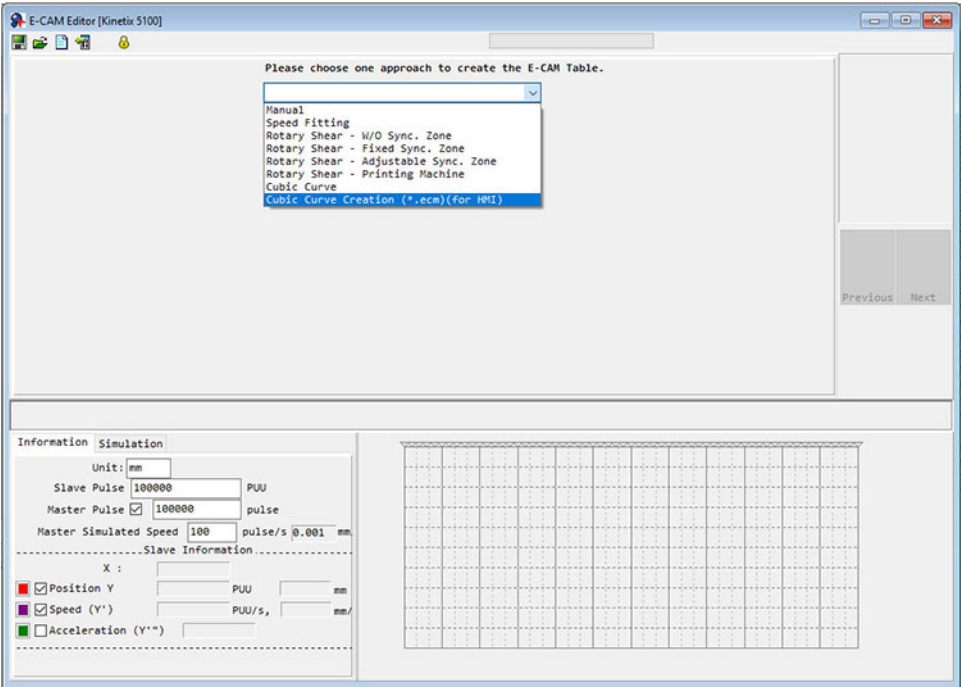 E-CAM Editor [Kinetix 5100]
Please choose one approach to create the E-CAM Table.
Manual
Speed Fitting
Rotary Shear - W/O Sync. Zone
Rotary Shear - Fixed Sync. Zone
Rotary Shear - Adjustable Sync. Zone
Rotary Shear - Printing Machine
Cubic Curve
Cubic Curve Creation (*.ecm)(for HMI)
Previous Next
Information Simulation
Unit: mm
Slave Pulse 100000 PUU
Master Pulse 100000 pulse
Master Simulated Speed 100 pulse/s 0.001 mm
Slave Information
X :
Position Y PUU mm
Speed (Y') PUU/s, mm/
Acceleration (Y'")